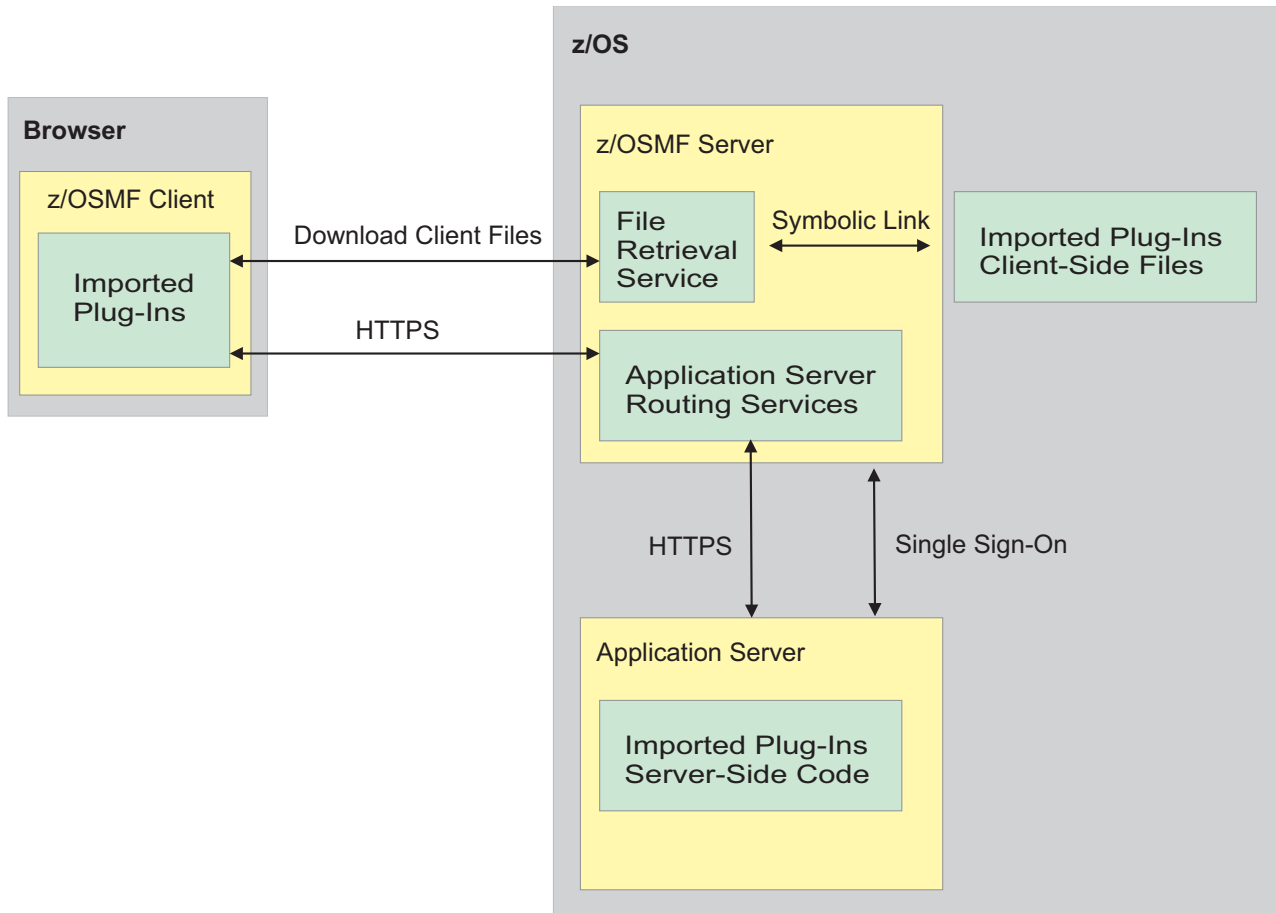 z/OS
Browser
z/OSMF Client
Imported
Plug-Ins
Download Client Files
HTTPS
z/OSMF Server
File
Retrieval
Service
Symbolic Link
Imported Plug-Ins
Client-Side Files
Application Server
Routing Services
HTTPS
Single Sign-On
Application Server
Imported Plug-Ins
Server-Side Code